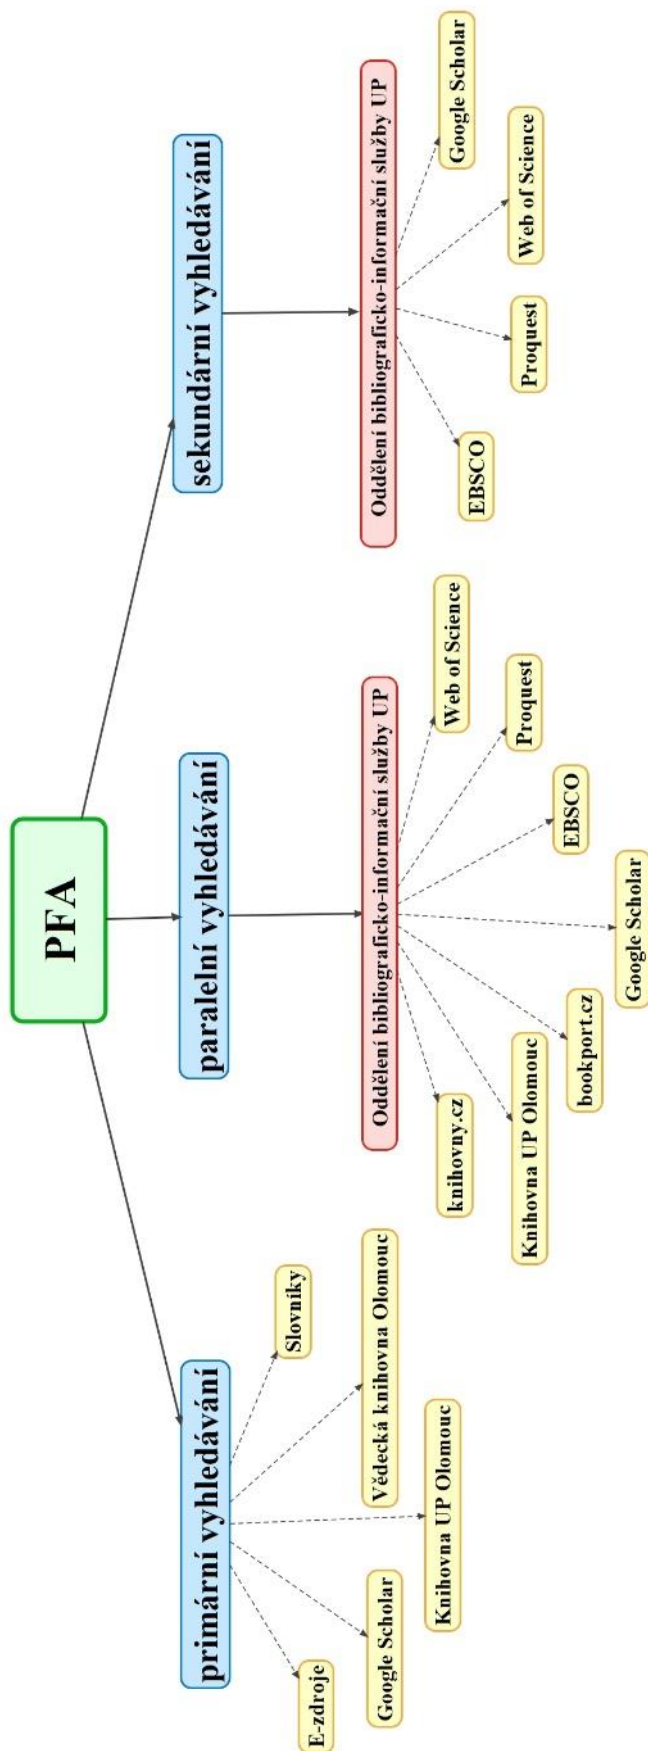 PFA
primární vyhledávání
E-zdroje
Google Scholar
Knihovna UP Olomouc
Vědecká knihovna Olomouc
Slovníky
paralelní vyhledávání
Oddělení bibliograficko-informační služby UP
knihovny.cz
Knihovna UP Olomouc
bookport.cz
Google Scholar
EBSCO
Proquest
Web of Science
sekundární vyhledávání
Oddělení bibliograficko-informační služby UP
EBSCO
Proquest
Web of Science
Google Scholar